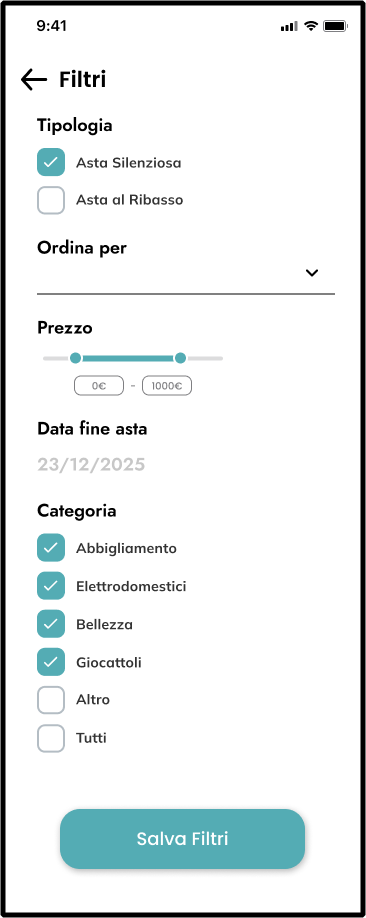 9:41
Filtri
Tipologia
Asta Silenziosa
Asta al Ribasso
Ordina per
Prezzo
0€ - 1000€
Data fine asta
23/12/2025
Categoria
Abbigliamento
Elettrodomestici
Bellezza
Giocattoli
Altro
Tutti
Salva Filtri